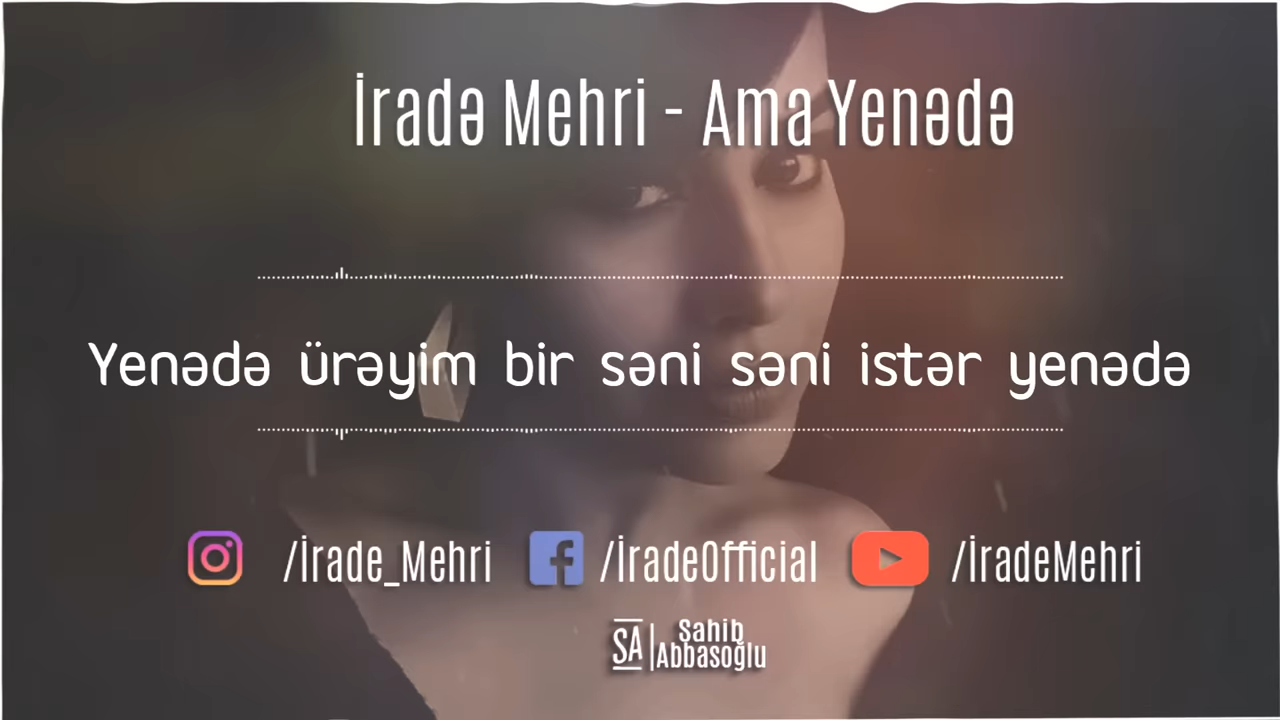 İradə Mehri - Ama Yenədə
Yenədə ürəyim bir səni səni istər yenədə
/İrade_Mehri /İradeOfficial /İradeMehri
SA Sahib
Abbasoğlu